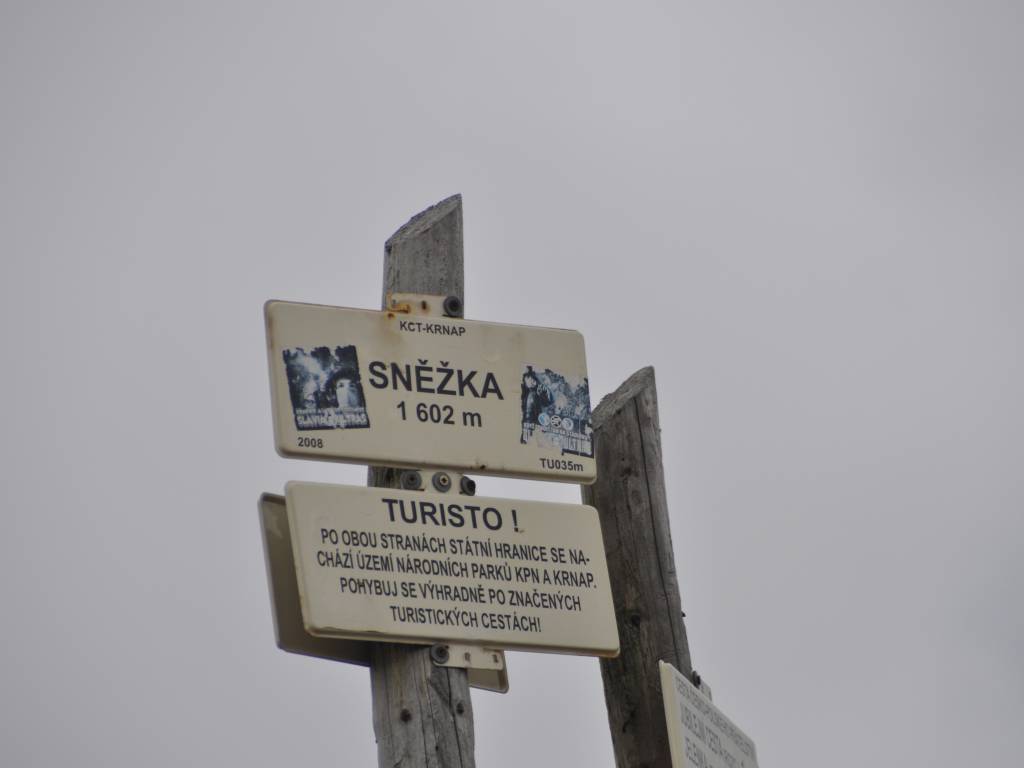 KČT-KRNAP
SNĚŽKA
1 602 m
2008
TU035m
TURISTO !
PO OBOU STRANÁCH STÁTNÍ HRANICE SE NA-
CHÁZÍ ÚZEMÍ NÁRODNÍCH PARKŮ KPN A KRNAP.
POHYBUJ SE VÝHRADNĚ PO ZNAČENÝCH
TURISTICKÝCH CESTÁCH!